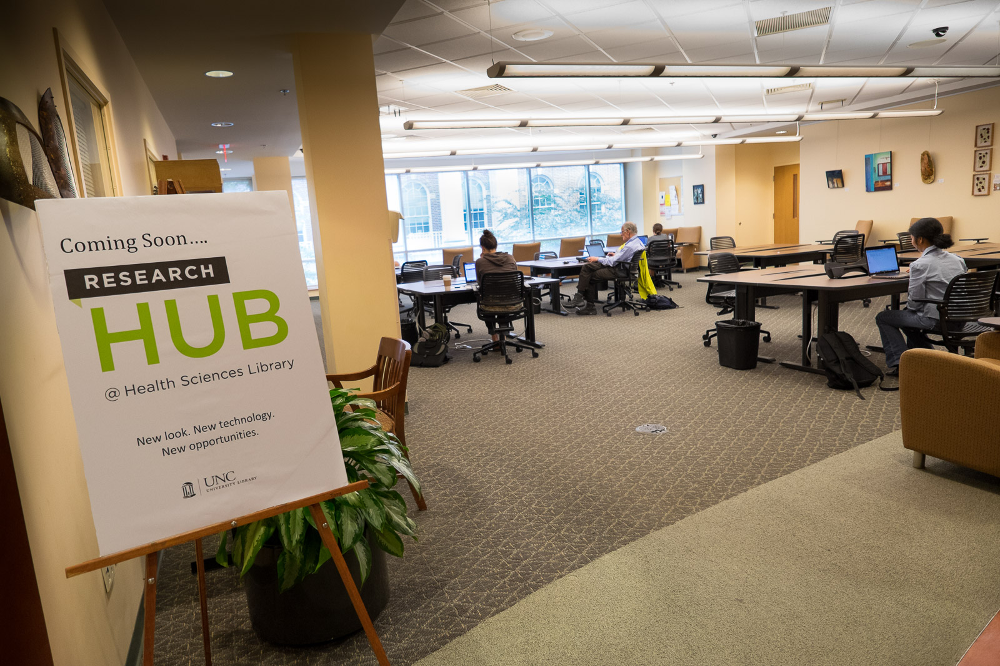 Coming Soon....
RESEARCH
HUB
@ Health Sciences Library
New look. New technology.
New opportunities.
UNC
UNIVERSITY LIBRARY